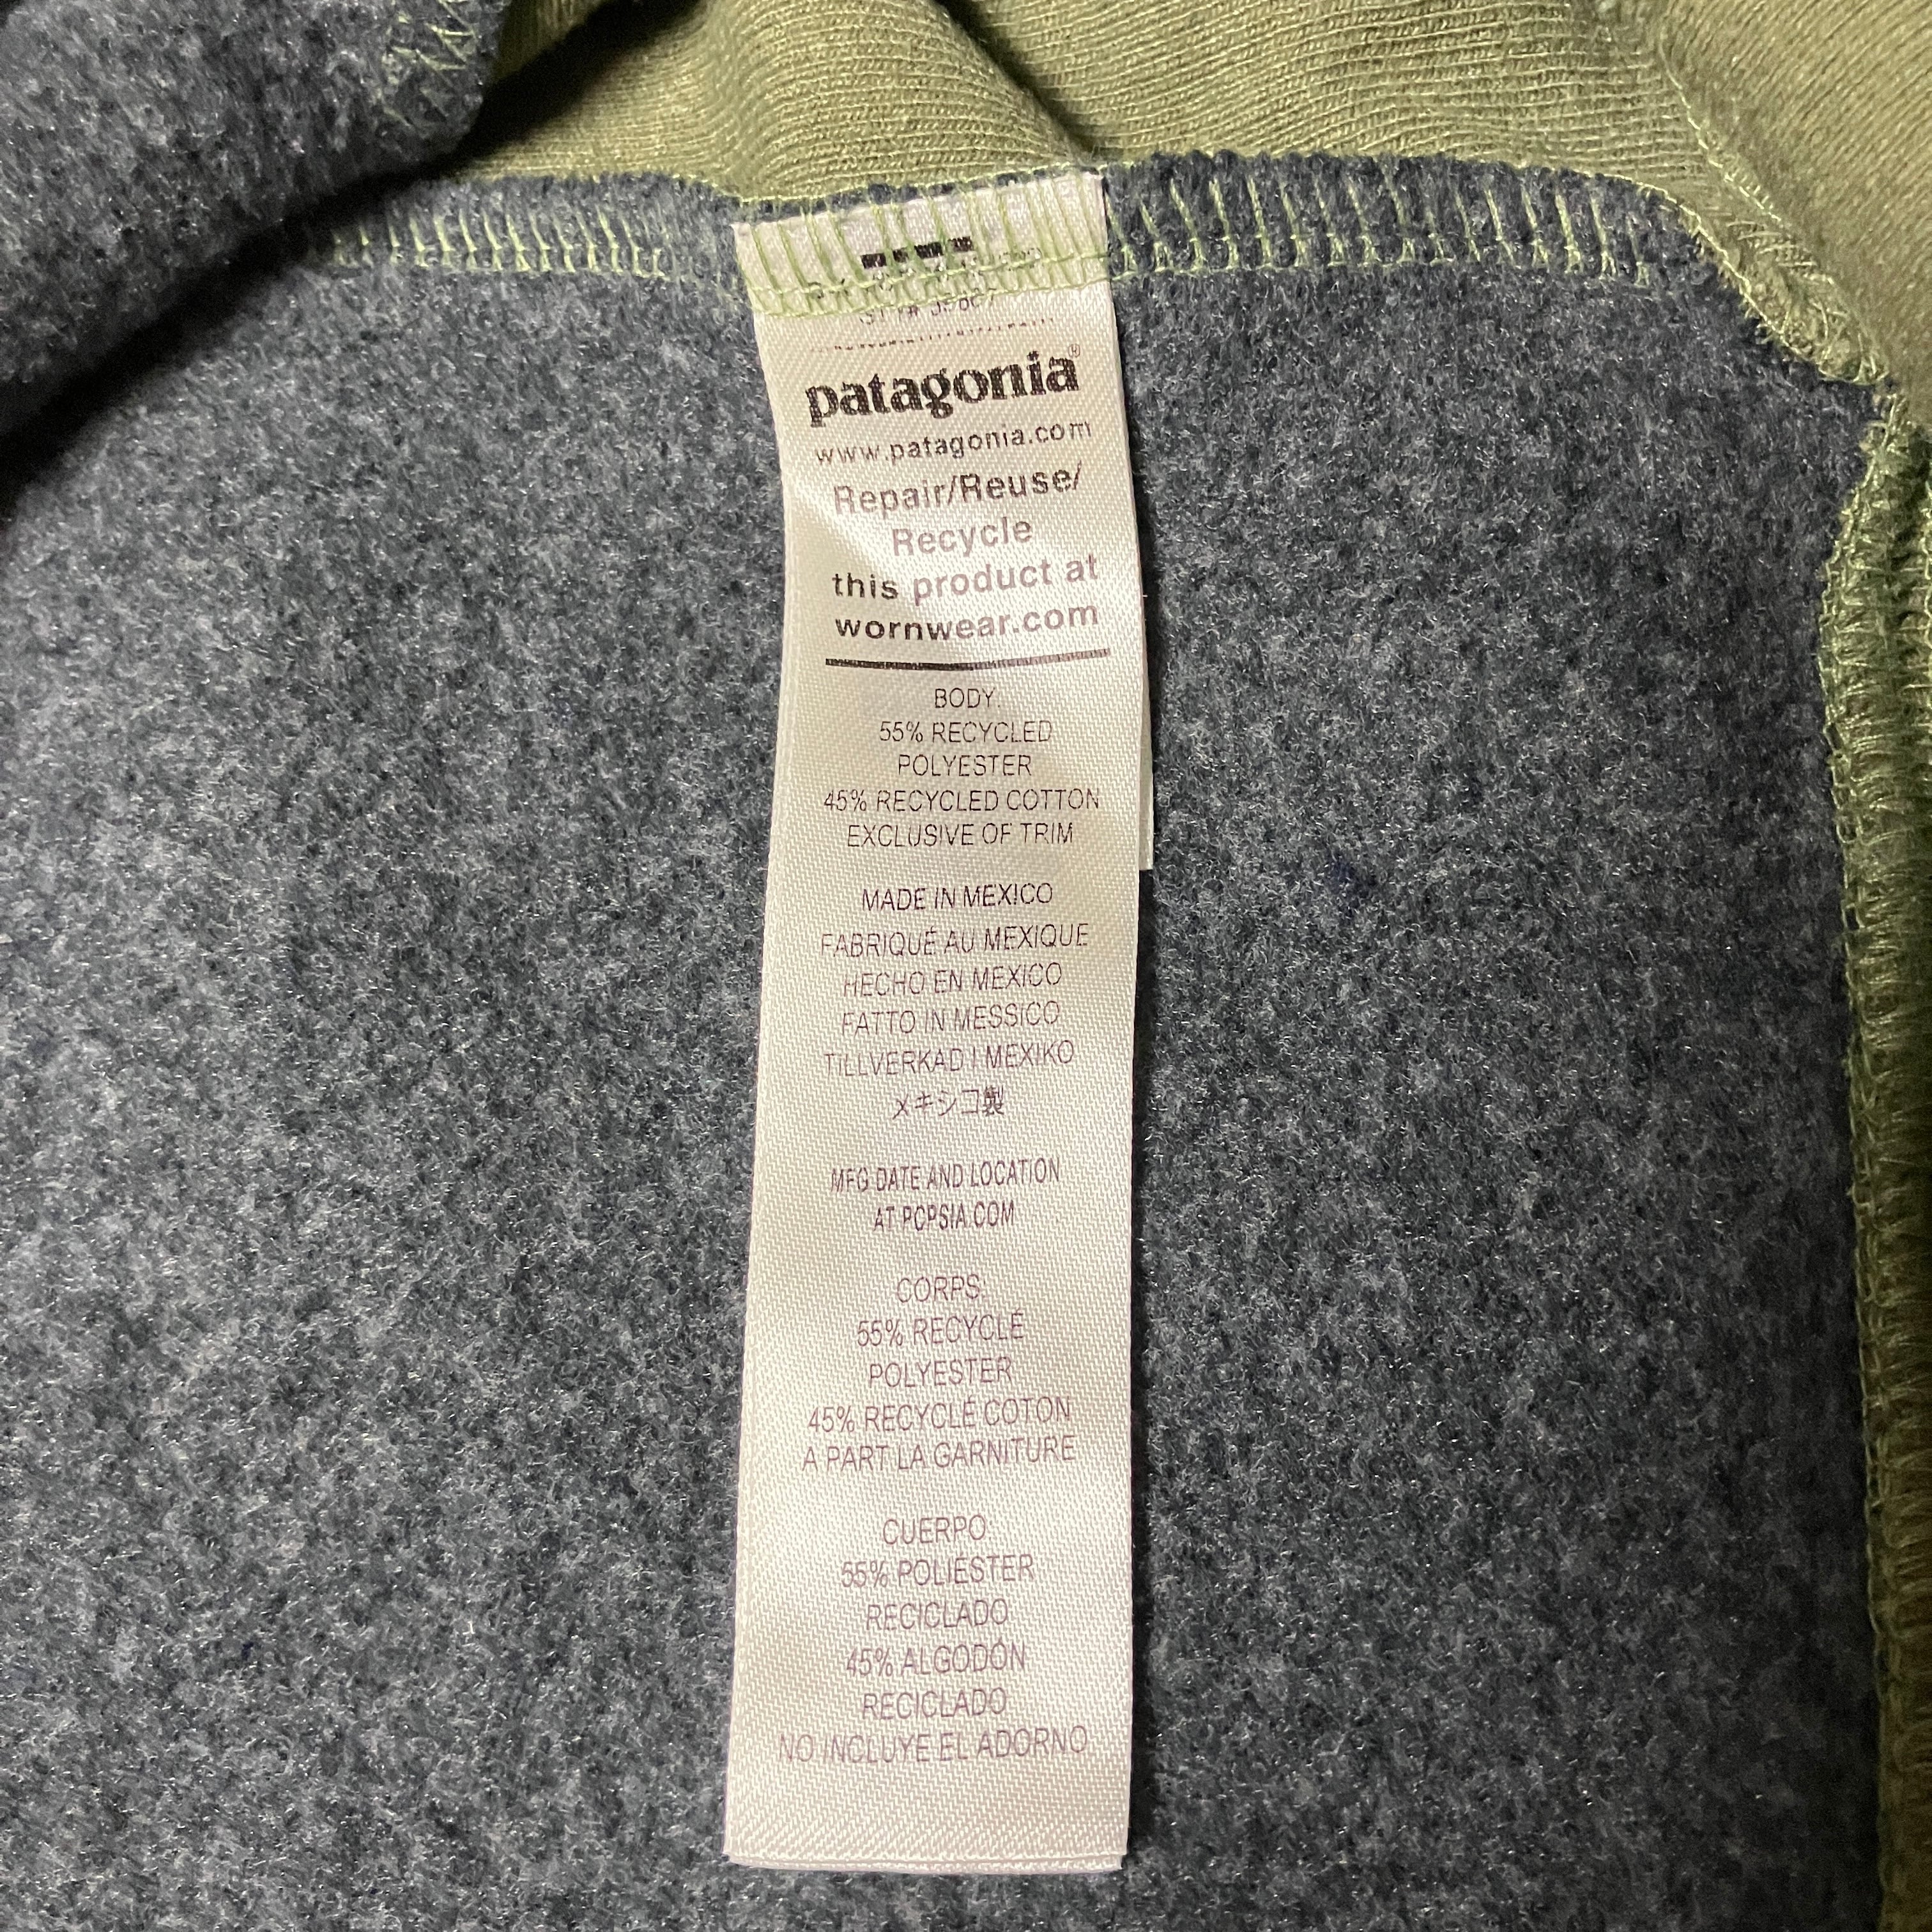 patagonia®
www.patagonia.com
Repair/Reuse/
Recycle
this product at
wornwear.com
BODY:
55% RECYCLED
POLYESTER
45% RECYCLED COTTON
EXCLUSIVE OF TRIM
MADE IN MEXICO
FABRIQUÉ AU MEXIQUE
HECHO EN MEXICO
FATTO IN MESSICO
TILLVERKAD I MEXIKO
メキシコ製
MFG DATE AND LOCATION
AT PCPSIA.COM
CORPS:
55% RECYCLÉ
POLYESTER
45% RECYCLÉ COTON
A PART LA GARNITURE
CUERPO:
55% POLIÉSTER
RECICLADO
45% ALGODÓN
RECICLADO
NO INCLUYE EL ADORNO